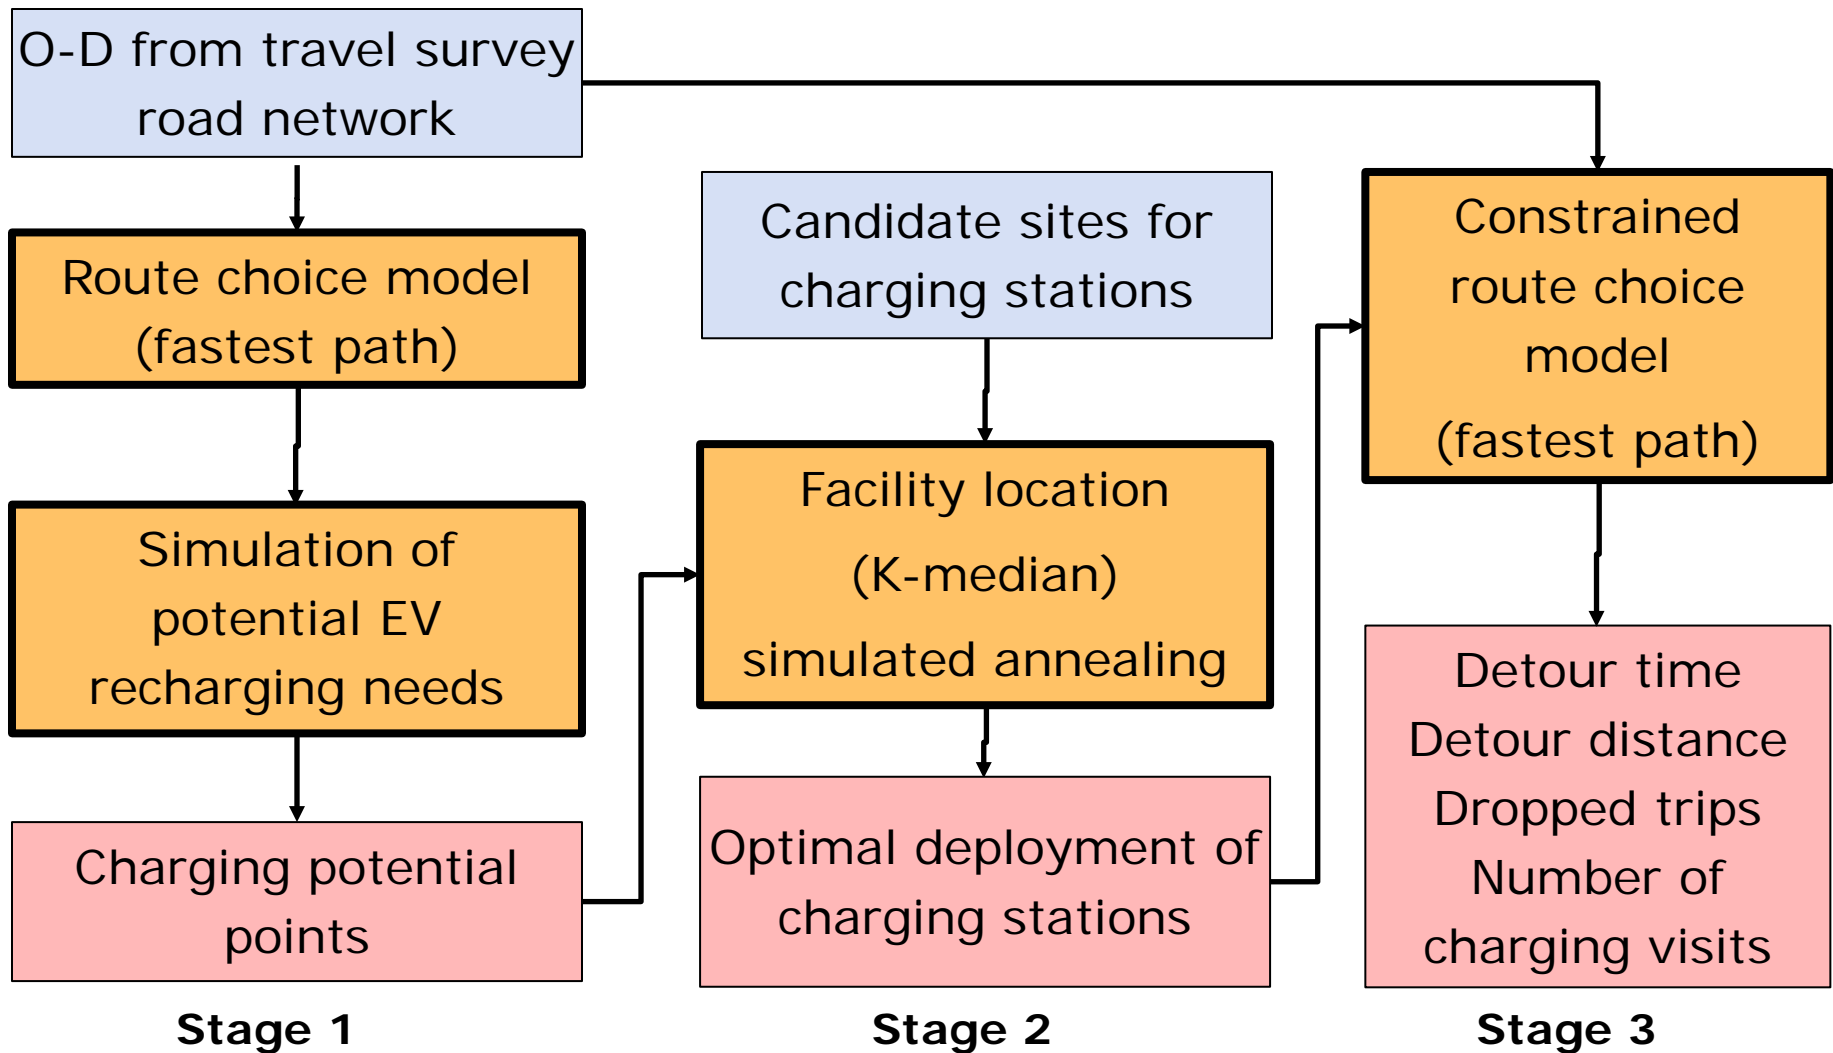 O-D from travel survey
road network
Route choice model
(fastest path)
Simulation of
potential EV
recharging needs
Charging potential
points
Stage 1
Candidate sites for
charging stations
Facility location
(K-median)
simulated annealing
Optimal deployment of
charging stations
Stage 2
Constrained
route choice
model
(fastest path)
Detour time
Detour distance
Dropped trips
Number of
charging visits
Stage 3